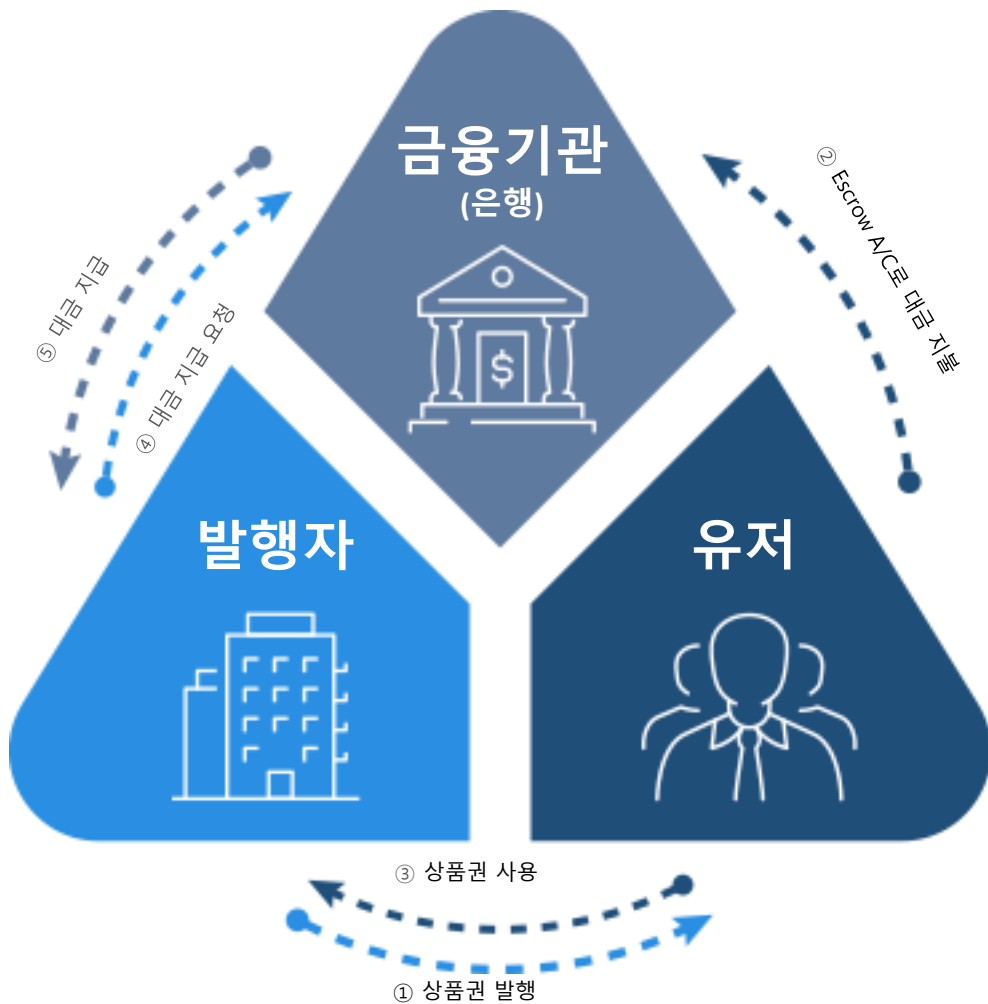 금융기관
(은행)
② Escrow A/C로 대금 지불
⑤ 대금 지급
④ 대금 지급 요청
발행자
유저
③ 상품권 사용
① 상품권 발행
$